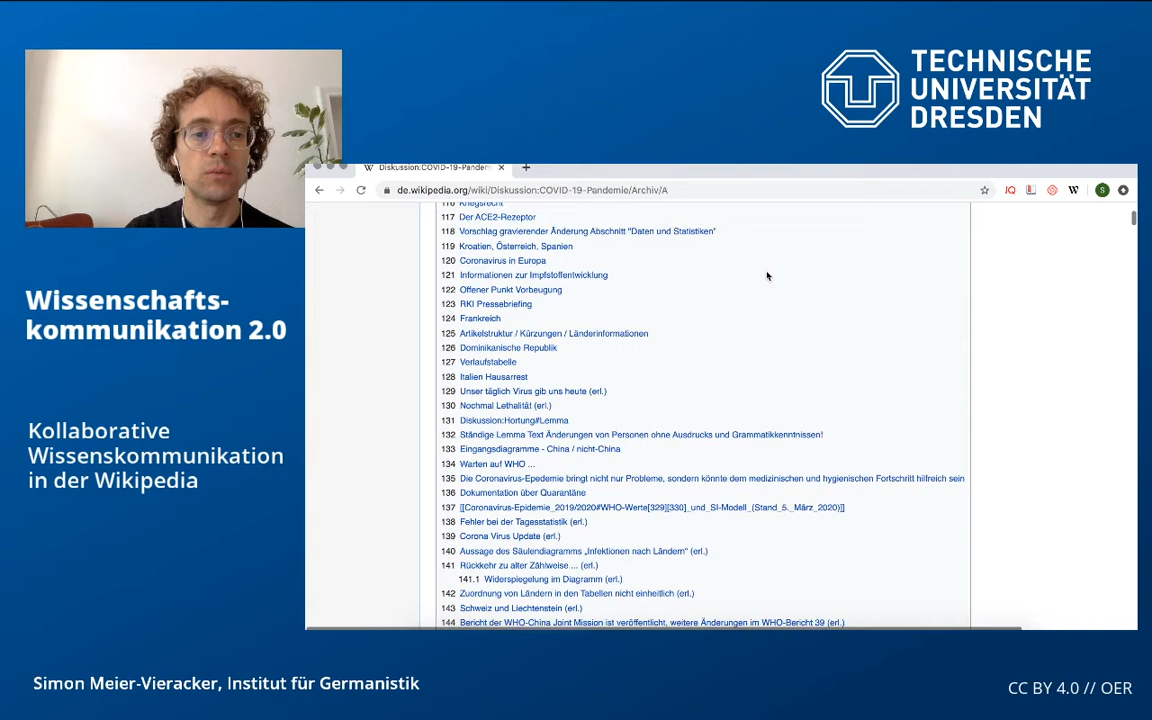 TECHNISCHE
UNIVERSITÄT
DRESDEN
Diskussion:COVID-19-Pandem
de.wikipedia.org/wiki/Diskussion:COVID-19-Pandemie/Archiv/A
116 Kriegsrecht
117 Der ACE2-Rezeptor
118 Vorschlag gravierender Änderung Abschnitt "Daten und Statistiken"
119 Kroatien, Österreich, Spanien
120 Coronavirus in Europa
121 Informationen zur Impfstoffentwicklung
122 Offener Punkt Vorbeugung
123 RKI Pressebriefing
124 Frankreich
125 Artikelstruktur / Kürzungen / Länderinformationen
126 Dominikanische Republik
127 Verlaufstabelle
128 Italien Hausarrest
129 Unser täglich Virus gib uns heute (erl.)
130 Nochmal Lethalität (erl.)
131 Diskussion:Hortung#Lemma
132 Ständige Lemma Text Änderungen von Personen ohne Ausdrucks und Grammatikkenntnissen!
133 Eingangsdiagramme - China / nicht-China
134 Warten auf WHO ...
135 Die Coronavirus-Epedemie bringt nicht nur Probleme, sondern könnte dem medizinischen und hygienischen Fortschritt hilfreich sein
136 Dokumentation über Quarantäne
137 [[Coronavirus-Epidemie_2019/2020#WHO-Werte[329][330]_und_SI-Modell_(Stand_5._März_2020)]]
138 Fehler bei der Tagesstatistik (erl.)
139 Corona Virus Update (erl.)
140 Aussage des Säulendiagramms „Infektionen nach Ländern“ (erl.)
141 Rückkehr zu alter Zählweise ... (erl.)
141.1 Widerspiegelung im Diagramm (erl.)
142 Zuordnung von Ländern in den Tabellen nicht einheitlich (erl.)
143 Schweiz und Liechtenstein (erl.)
144 Bericht der WHO-China Joint Mission ist veröffentlicht, weitere Änderungen im WHO-Bericht 39 (erl.)
Wissenschafts-
kommunikation 2.0
Kollaborative
Wissenskommunikation
in der Wikipedia
Simon Meier-Vieracker, Institut für Germanistik
CC BY 4.0 // OER